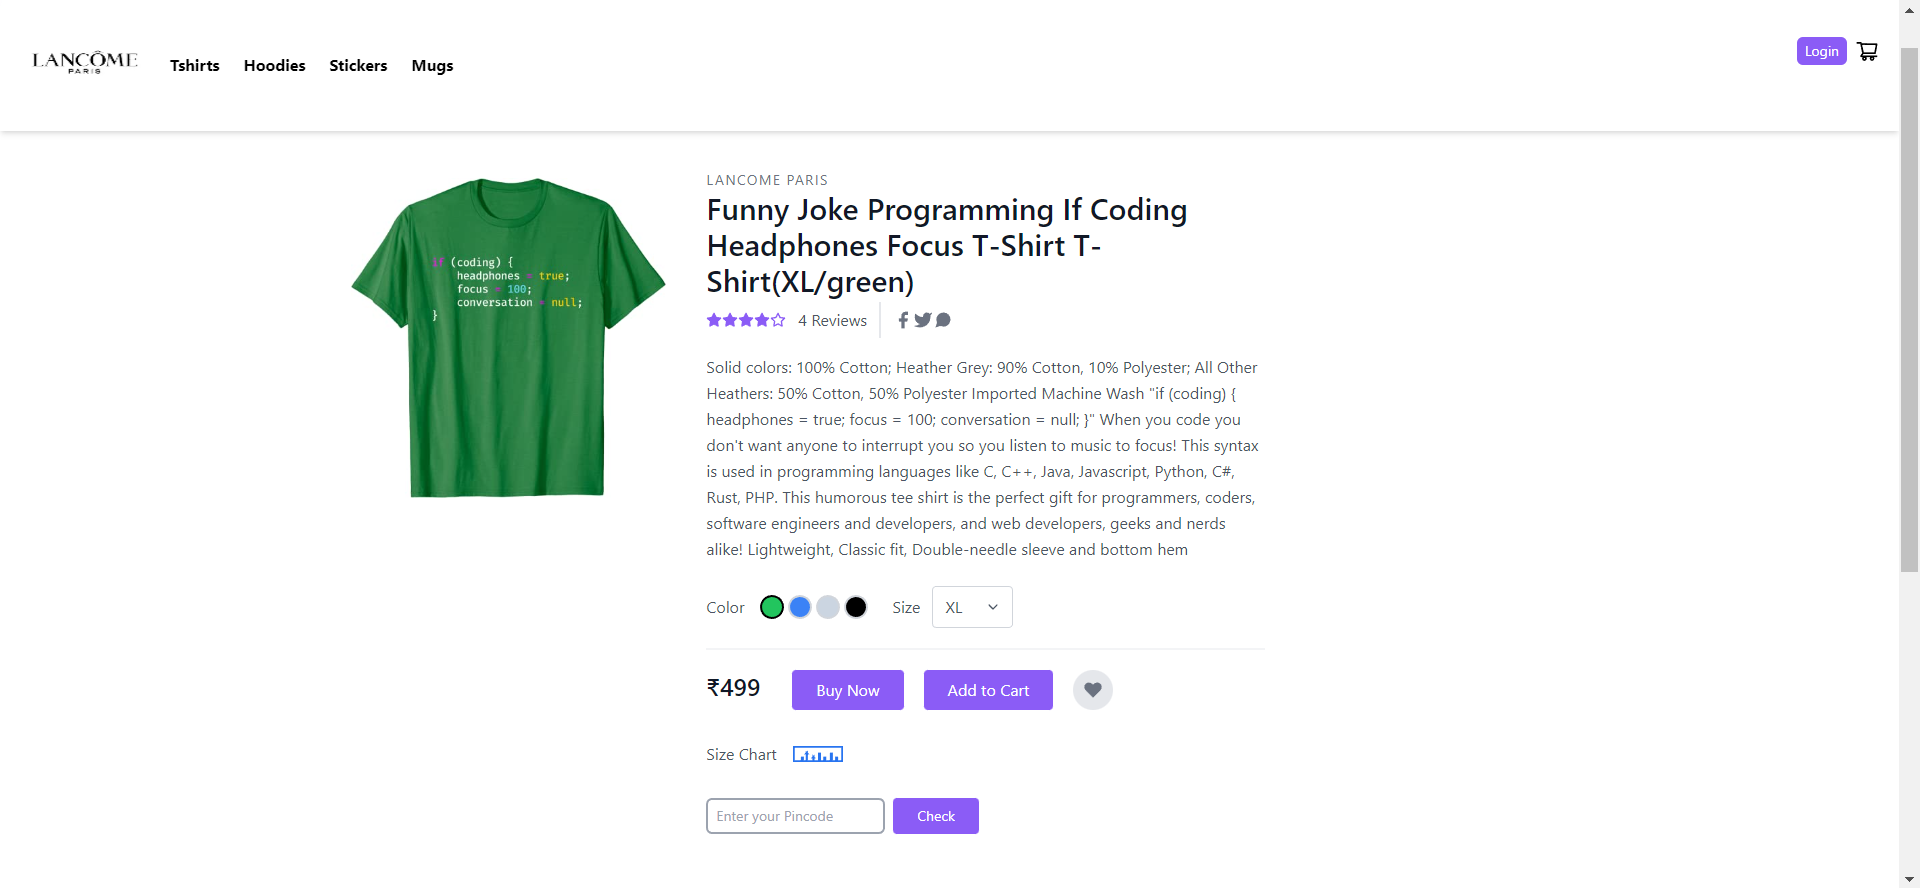 LANCÔME
PARIS
Tshirts
Hoodies
Stickers
Mugs
Login
if (coding) {
headphones = true;
focus = 100;
conversation = null;
}
LANCOME PARIS
Funny Joke Programming If Coding
Headphones Focus T-Shirt T-
Shirt(XL/green)
4 Reviews
Solid colors: 100% Cotton; Heather Grey: 90% Cotton, 10% Polyester; All Other
Heathers: 50% Cotton, 50% Polyester Imported Machine Wash "if (coding) {
headphones = true; focus = 100; conversation = null; }" When you code you
don't want anyone to interrupt you so you listen to music to focus! This syntax
is used in programming languages like C, C++, Java, Javascript, Python, C#,
Rust, PHP. This humorous tee shirt is the perfect gift for programmers, coders,
software engineers and developers, and web developers, geeks and nerds
alike! Lightweight, Classic fit, Double-needle sleeve and bottom hem
Color
Size
XL
₹499
Buy Now
Add to Cart
Size Chart
Enter your Pincode
Check